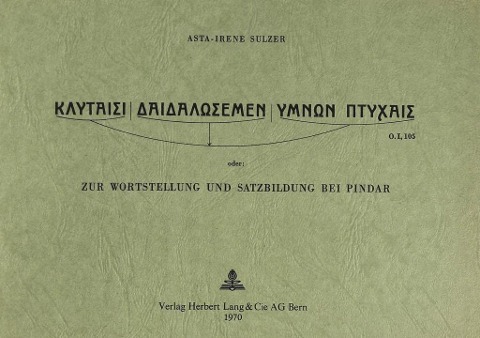 ASTA-IRENE SULZER
ΚΛΥΤΑΙΣΙ | ΔΑΙΔΑΛΩΣΕΜΕΝ | ΥΜΝΩΝ ΠΤΥΧΑΙΣ
O. I, 105
oder:
ZUR WORTSTELLUNG UND SATZBILDUNG BEI PINDAR
Verlag Herbert Lang & Cie AG Bern
1970